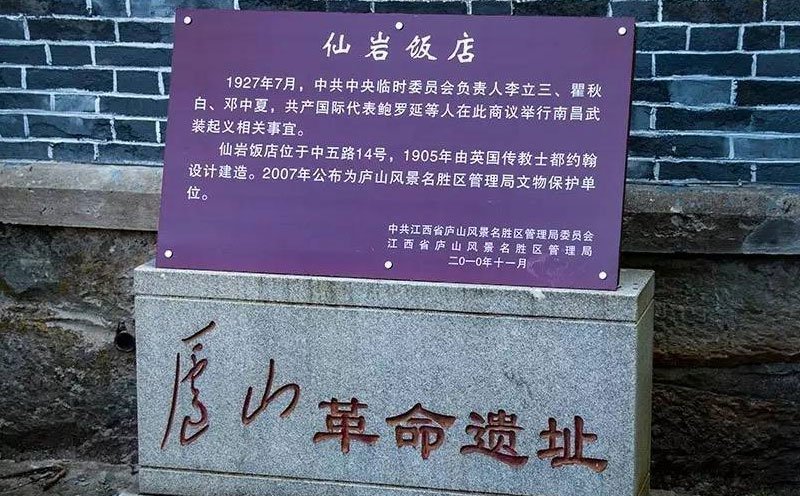 仙岩饭店
1927年7月，中共中央临时委员会负责人李立三、瞿秋
白、邓中夏，共产国际代表鲍罗延等人在此商议举行南昌武
装起义相关事宜。
仙岩饭店位于中五路14号，1905年由英国传教士都约翰
设计建造。2007年公布为庐山风景名胜区管理局文物保护单
位。
中共江西省庐山风景名胜区管理局委员会
江西省庐山风景名胜区管理局
二〇一〇年十一月
庐山革命遗址